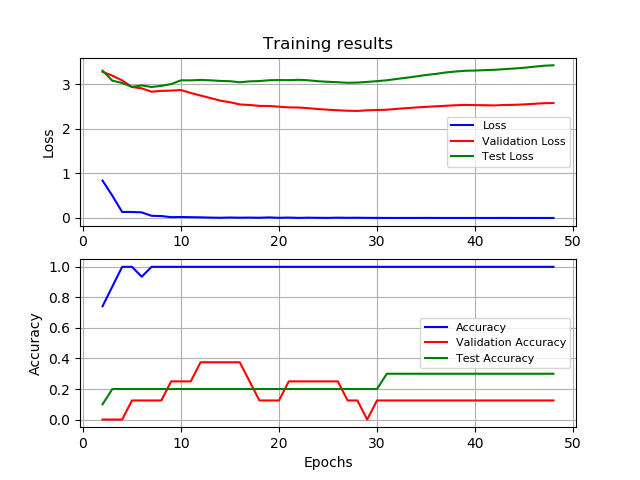 Training results
Loss
3
2
1
0
Loss
Validation Loss
Test Loss
0 10 20 30 40 50
Accuracy
1.0
0.8
0.6
0.4
0.2
0.0
Accuracy
Validation Accuracy
Test Accuracy
0 10 20 30 40 50
Epochs